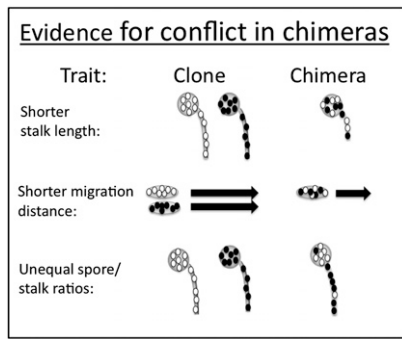 Evidence for conflict in chimeras
Trait: Clone Chimera
Shorter
stalk length:
Shorter migration
distance:
Unequal spore/
stalk ratios: